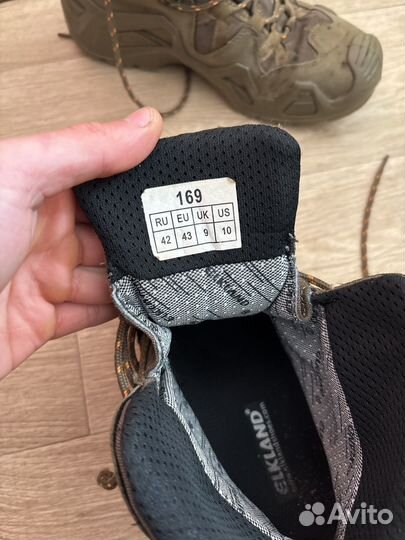 169
RU EU UK US
42 43 9 10
ELKLAND
Avito